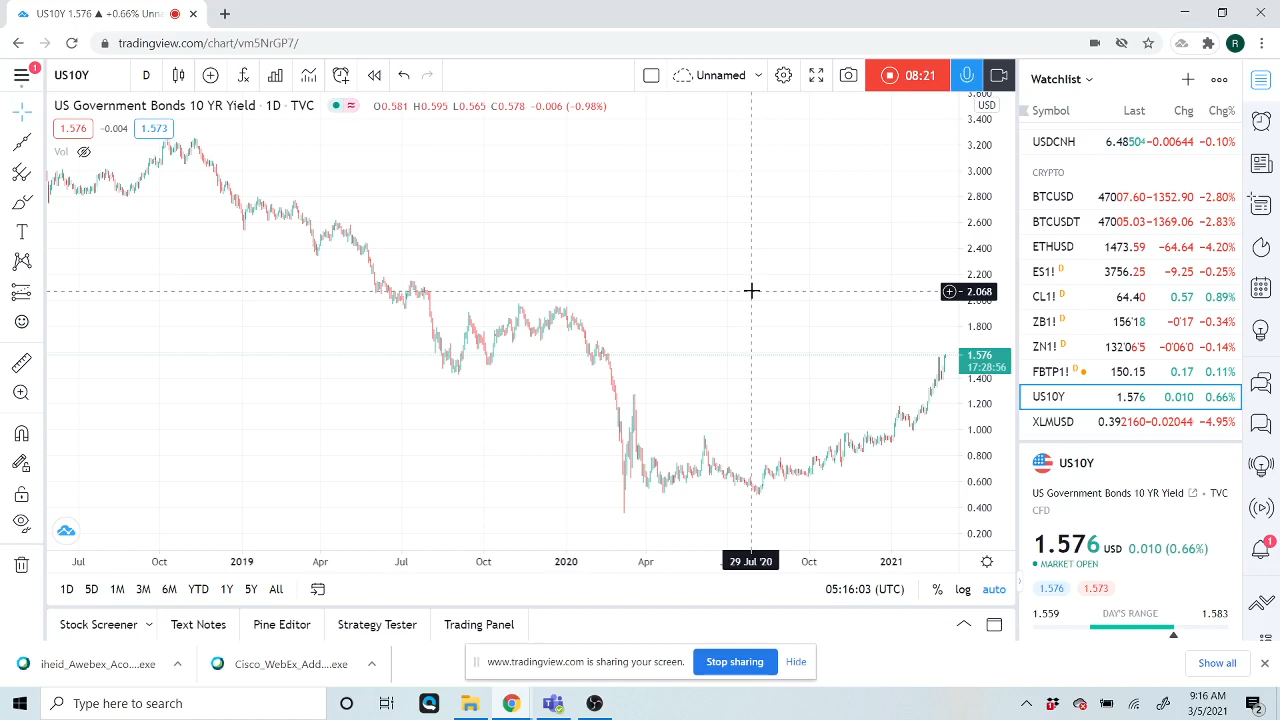 US10Y 1.576 ▲ +0.66% Unna
tradingview.com/chart/vm5NrGP7/
R
1
US10Y
D
Unnamed
08:21
Watchlist
US Government Bonds 10 YR Yield · 1D · TVC
O0.581 H0.595 L0.565 C0.578 −0.006 (−0.98%)
1.576 -0.004 1.573
Vol
USD
3.600
3.400
3.200
3.000
2.800
2.600
2.400
2.200
2.068
2.000
1.800
1.576
17:28:56
1.400
1.200
1.000
0.800
0.600
0.400
0.200
Jul Oct 2019 Apr Jul Oct 2020 Apr 29 Jul '20 Oct 2021
1D 5D 1M 3M 6M YTD 1Y 5Y All
05:16:03 (UTC) % log auto
Stock Screener Text Notes Pine Editor Strategy Tester Trading Panel
Symbol Last Chg Chg%
USDCNH 6.48504 −0.00644 −0.10%
CRYPTO
BTCUSD 47007.60 −1352.90 −2.80%
BTCUSDT 47005.03 −1369.06 −2.83%
ETHUSD 1473.59 −64.64 −4.20%
ES1! D 3756.25 −9.25 −0.25%
CL1! D 64.40 0.57 0.89%
ZB1! D 156'18 −0'17 −0.34%
ZN1! D 132'06'5 −0'06'0 −0.14%
FBTP1! D 150.15 0.17 0.11%
US10Y 1.576 0.010 0.66%
XLMUSD 0.392160 −0.02044 −4.95%
US10Y
US Government Bonds 10 YR Yield • TVC
CFD
1.576 USD 0.010 (0.66%)
MARKET OPEN
1.576 1.573
1.559 DAY'S RANGE 1.583
1
iheid_Awebex_Aco....exe
Cisco_WebEx_Add....exe
www.tradingview.com is sharing your screen.
Stop sharing
Hide
Show all
Type here to search
9:16 AM
3/5/2021
2